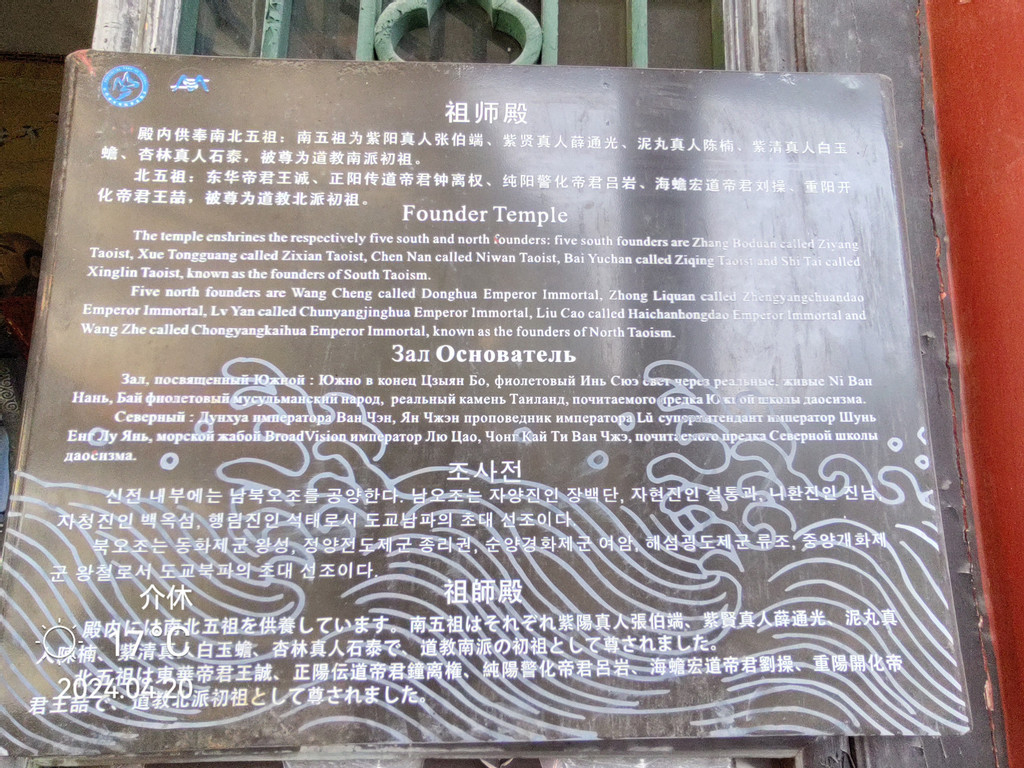 祖师殿
殿内供奉南北五祖：南五祖为紫阳真人张伯端、紫贤真人薛通光、泥丸真人陈楠、紫清真人白玉
蟾、杏林真人石泰，被尊为道教南派初祖。
北五祖：东华帝君王诚、正阳传道帝君钟离权、纯阳警化帝君吕岩、海蟾宏道帝君刘操、重阳开
化帝君王喆，被尊为道教北派初祖。
Founder Temple
The temple enshrines the respectively five south and north founders: five south founders are Zhang Boduan called Ziyang
Taoist, Xue Tongguang called Zixian Taoist, Chen Nan called Niwan Taoist, Bai Yuchan called Ziqing Taoist and Shi Tai called
Xinglin Taoist, known as the founders of South Taoism.
Five north founders are Wang Cheng called Donghua Emperor Immortal, Zhong Liquan called Zhengyangchuandao
Emperor Immortal, Lv Yan called Chunyangjinghua Emperor Immortal, Liu Cao called Haichanhongdao Emperor Immortal and
Wang Zhe called Chongyangkaihua Emperor Immortal, known as the founders of North Taoism.
Зал Основатель
Зал, посвященный Южной : Южно в конец Цзыян Бо, фиолетовый Инь Сюэ свет через реальные, живые Ni Ван
Нань, Бай фиолетовый мусульманский народ, реальный камень Таиланд, почитаемого предка Южной школы даосизма.
Северный : Дунхуа императора Ван Чэн, Ян Чжэн проповедник императора Lǔ суперинтендант император Шунь
Енг Лу Янь, морской жабой BroadVision император Лю Цао, Чонг Кай Ти Ван Чжэ, предка Северной школы
даосизма.
조사전
신전 내부에는 남북오조를 공양한다. 남오조는 자양진인 장백단, 자현진인 설통과, 니환진인 진남,
자청진인 백옥섬, 행림진인 석태로서 도교남파의 초대 선조이다.
북오조는 동화제군 왕성, 정양전도제군 종리권, 순양경화제군 여암, 해섬굉도제군 류조, 중양개화제
군 왕철로서 도교북파의 초대 선조이다.
介休
祖師殿
殿内には南北五祖を供養しています。南五祖はそれぞれ紫陽真人張伯端、紫賢真人薛通光、泥丸真
人陳楠、紫清真人白玉蟾、杏林真人石泰で、道教南派の初祖として尊されました。
17℃
北五祖は東華帝君王誠、正陽伝道帝君鐘離権、純陽警化帝君呂岩、海蟾宏道帝君劉操、重陽開化帝
2024.04.20
君王喆で、道教北派初祖として尊されました。